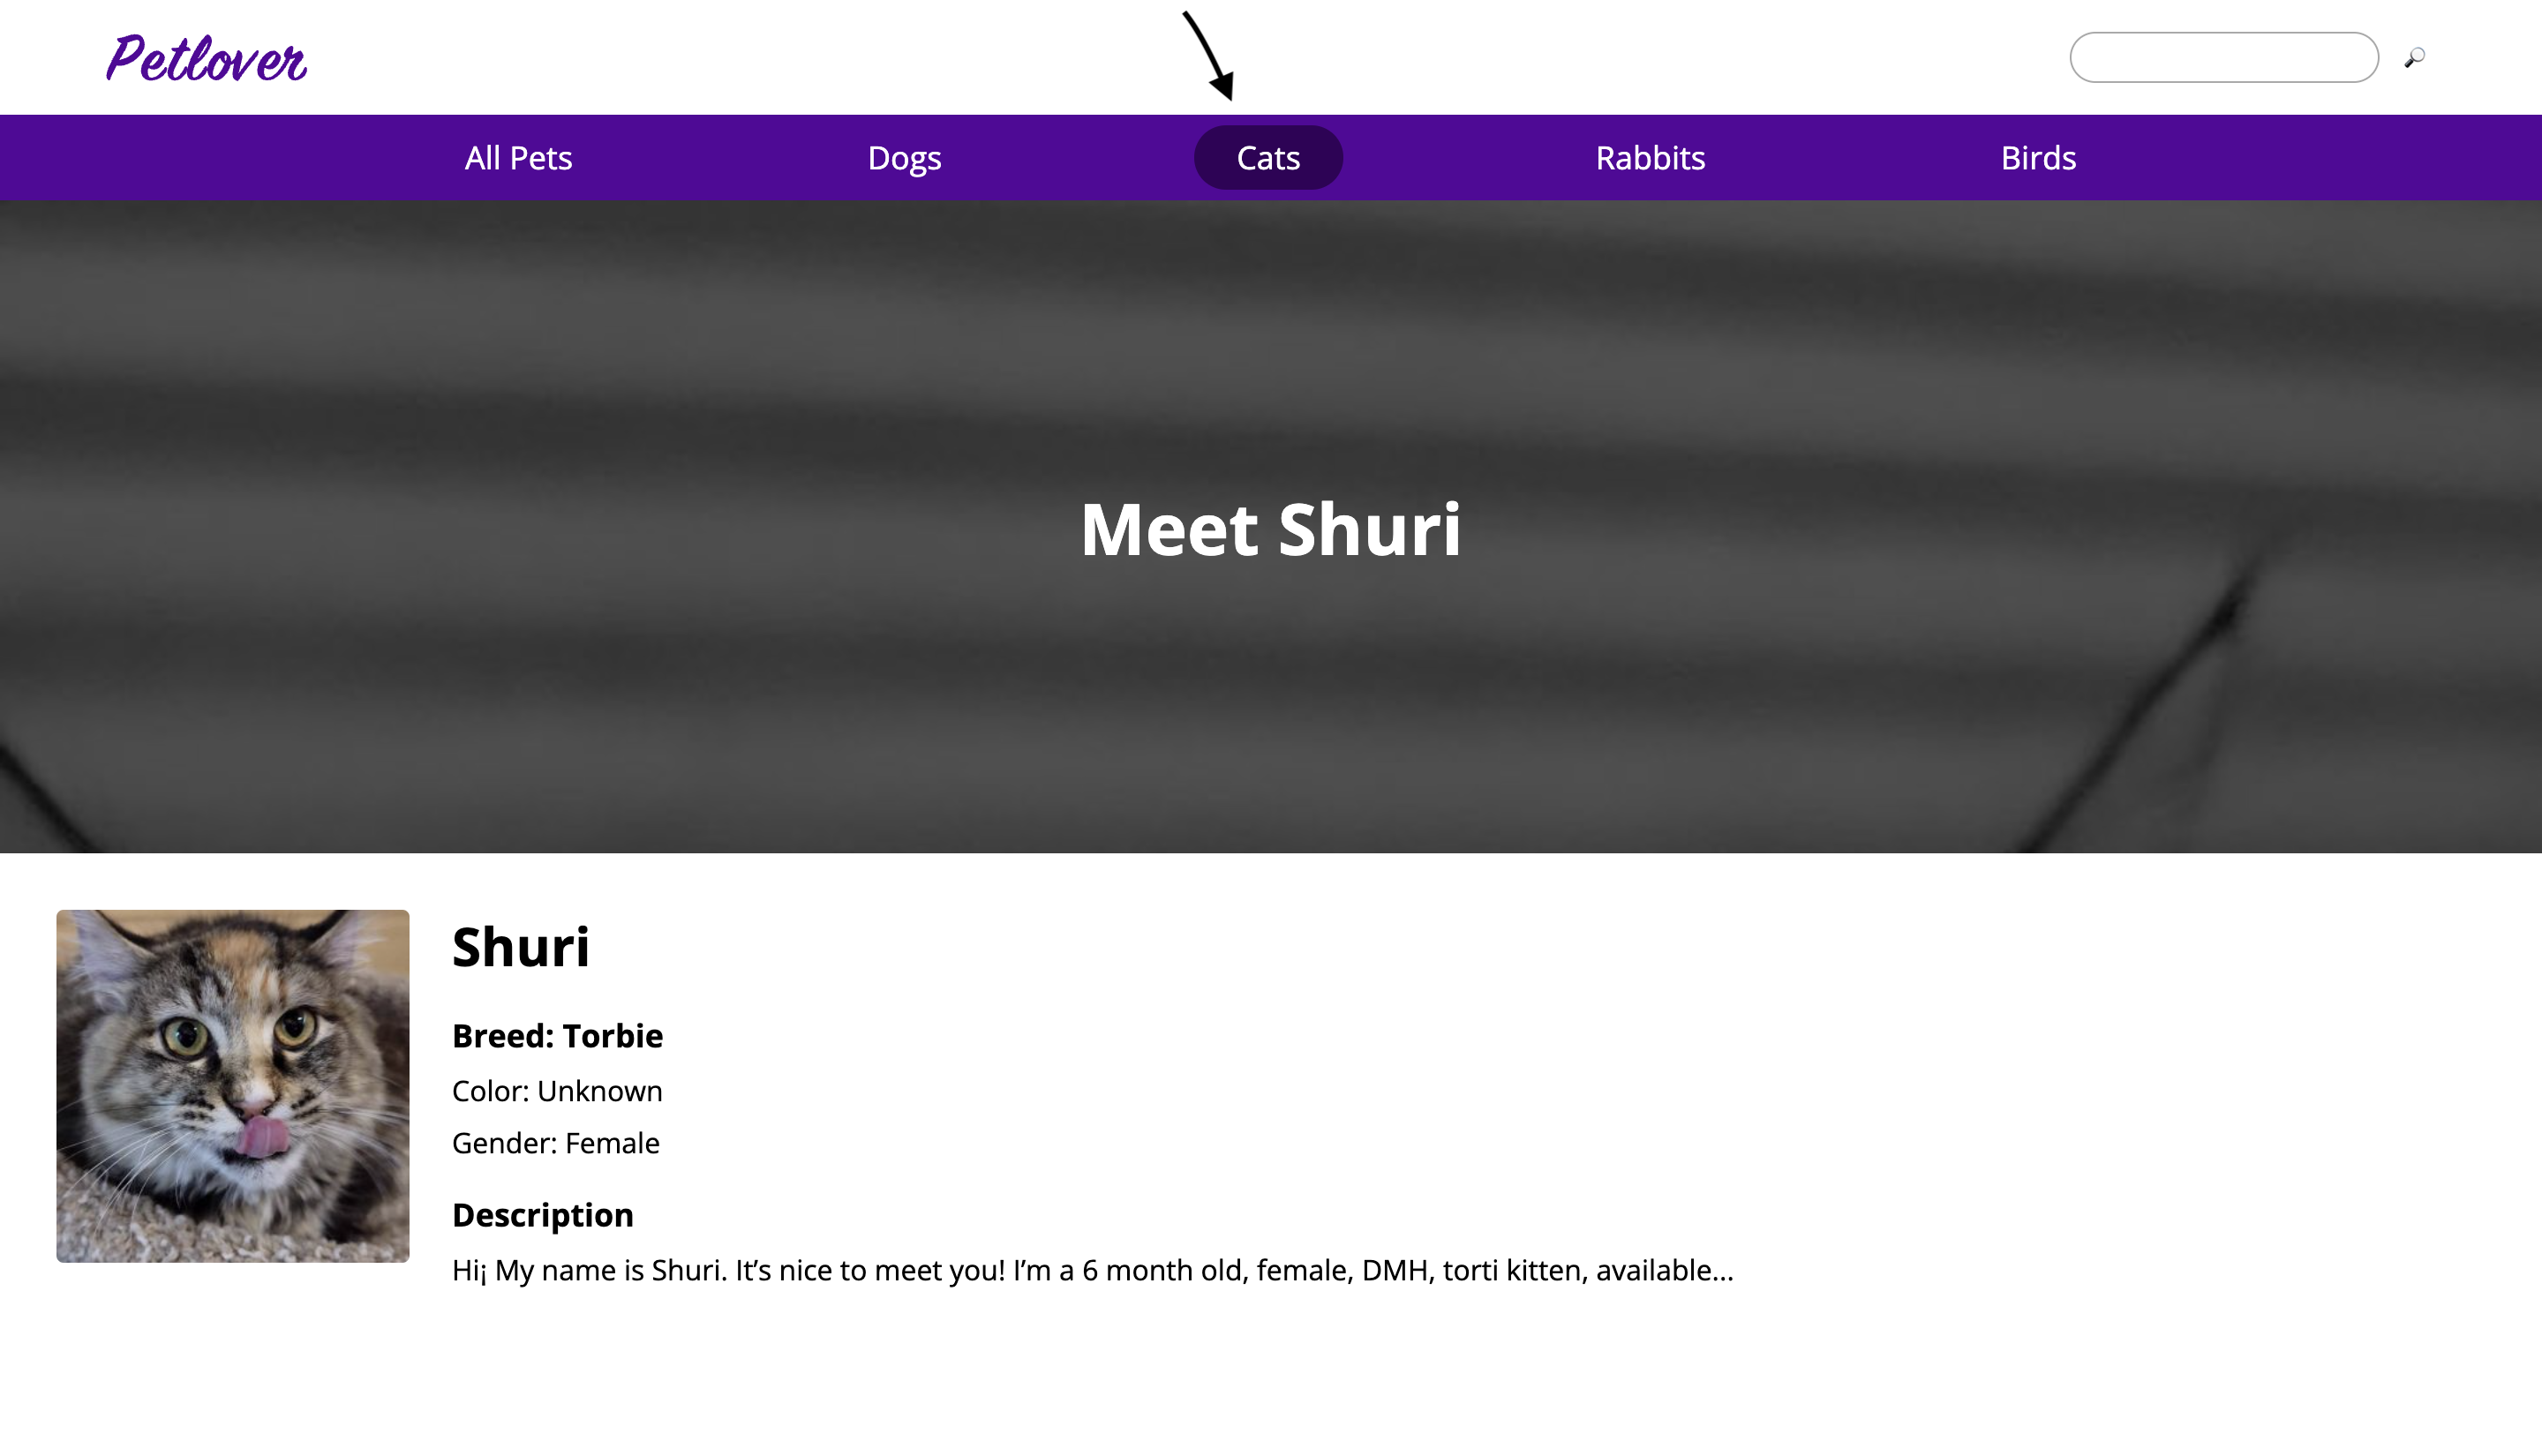 Petlover
All Pets
Dogs
Cats
Rabbits
Birds
Meet Shuri
Shuri
Breed: Torbie
Color: Unknown
Gender: Female
Description
Hi¡ My name is Shuri. It’s nice to meet you! I’m a 6 month old, female, DMH, torti kitten, available...